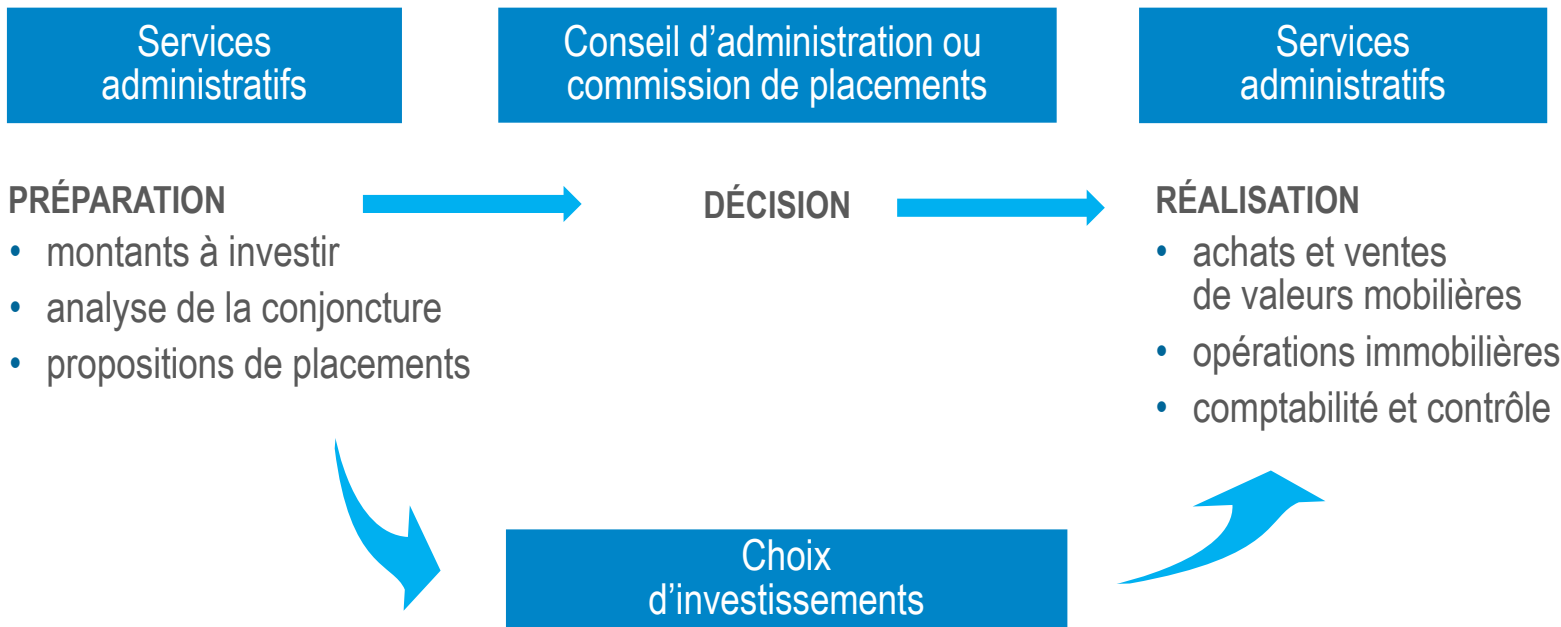 Services
administratifs
Conseil d’administration ou
commission de placements
Services
administratifs
PRÉPARATION
• montants à investir
• analyse de la conjoncture
• propositions de placements
DÉCISION
RÉALISATION
• achats et ventes
de valeurs mobilières
• opérations immobilières
• comptabilité et contrôle
Choix
d’investissements